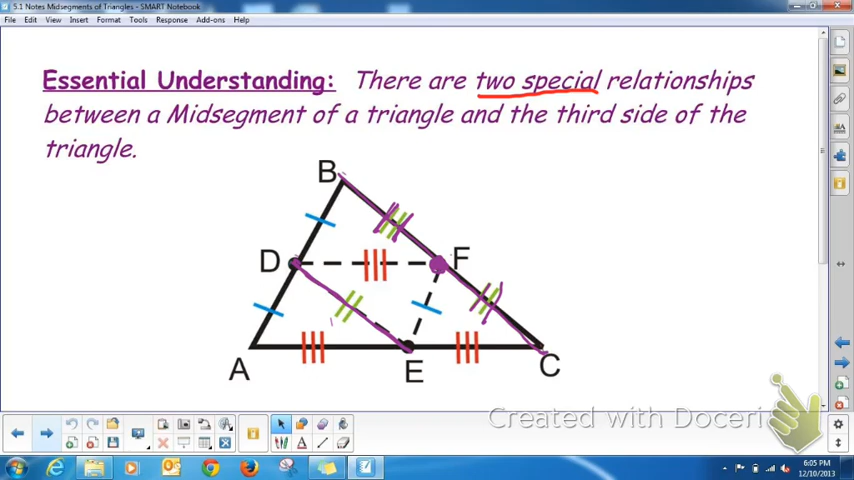 5.1 Notes Midsegments of Triangles - SMART Notebook
File Edit View Insert Format Tools Response Add-ons Help
Essential Understanding: There are two special relationships
between a Midsegment of a triangle and the third side of the
triangle.
B
D
F
A
E
C
Created with Doceri
6:05 PM
12/10/2013